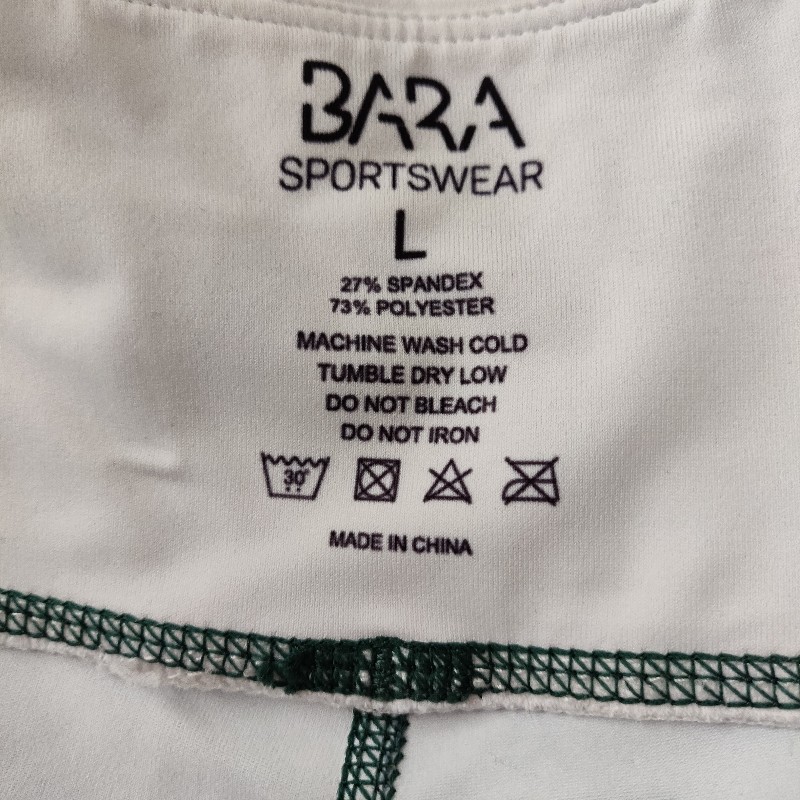 BARA
SPORTSWEAR
L
27% SPANDEX
73% POLYESTER
MACHINE WASH COLD
TUMBLE DRY LOW
DO NOT BLEACH
DO NOT IRON
30°
MADE IN CHINA